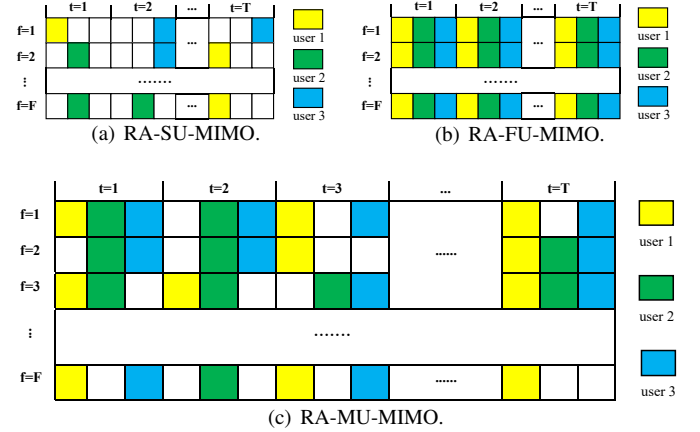 t=1 t=2 ... t=T
f=1
f=2
...
f=F
.......
...
...
user 1
user 2
user 3
(a) RA-SU-MIMO.
t=1 t=2 ... t=T
f=1
f=2
...
f=F
.......
...
...
user 1
user 2
user 3
(b) RA-FU-MIMO.
t=1 t=2 t=3 ... t=T
f=1
f=2 ......
f=3
...
.......
f=F ......
user 1
user 2
user 3
(c) RA-MU-MIMO.